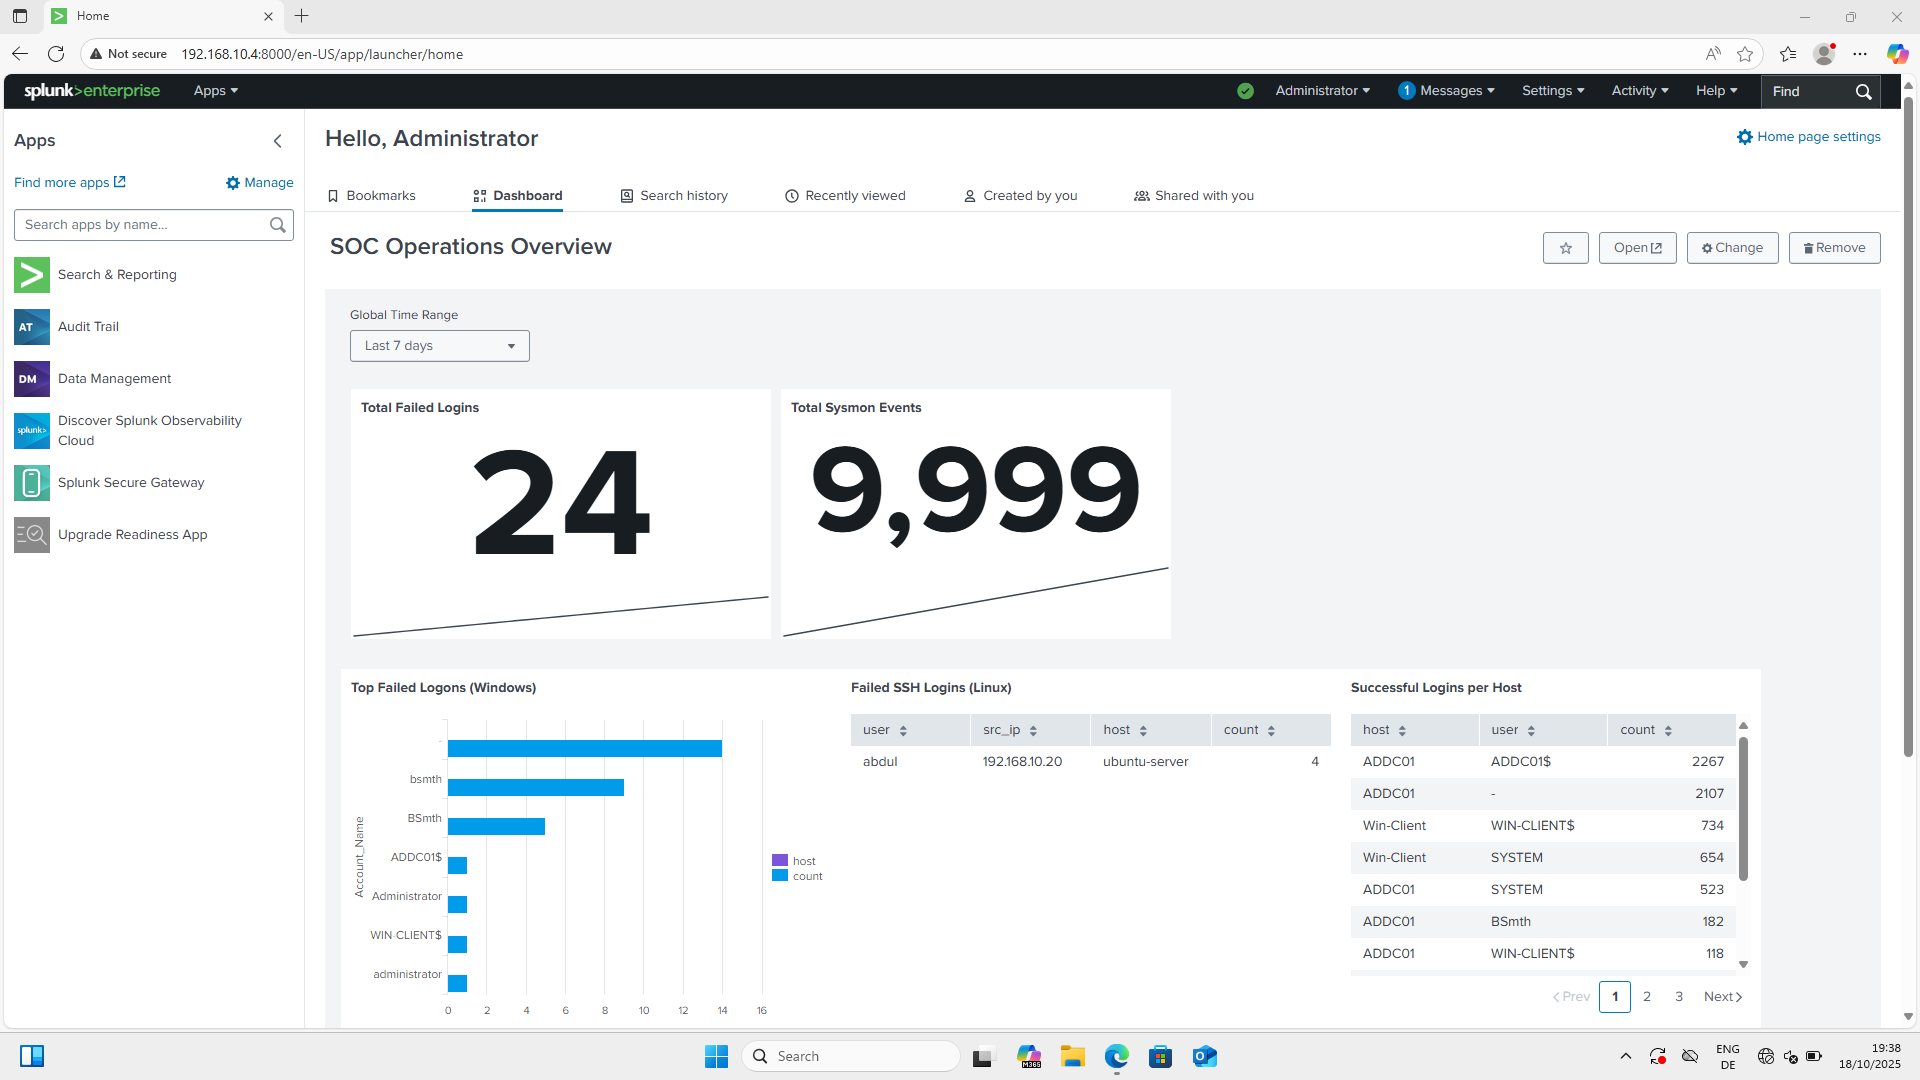 Home
Not secure 192.168.10.4:8000/en-US/app/launcher/home
splunk>enterprise Apps Administrator 1 Messages Settings Activity Help Find
Apps
Find more apps Manage
Search apps by name...
Search & Reporting
AT Audit Trail
DM Data Management
splunk> Discover Splunk Observability
Cloud
Splunk Secure Gateway
Upgrade Readiness App
Hello, Administrator
Home page settings
Bookmarks Dashboard Search history Recently viewed Created by you Shared with you
SOC Operations Overview
Open Change Remove
Global Time Range
Last 7 days
Total Failed Logins
24
Total Sysmon Events
9,999
Top Failed Logons (Windows)
Account_Name
-
bsmth
BSmth
ADDC01$
Administrator
WIN-CLIENT$
administrator
0 2 4 6 8 10 12 14 16
host
count
Failed SSH Logins (Linux)
user src_ip host count
abdul 192.168.10.20 ubuntu-server 4
Successful Logins per Host
host user count
ADDC01 ADDC01$ 2267
ADDC01 - 2107
Win-Client WIN-CLIENT$ 734
Win-Client SYSTEM 654
ADDC01 SYSTEM 523
ADDC01 BSmth 182
ADDC01 WIN-CLIENT$ 118
Prev 1 2 3 Next
Search
M365
ENG
DE
19:38
18/10/2025